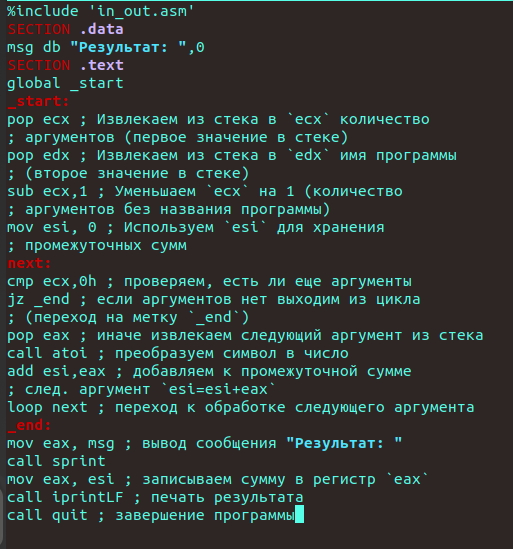 %include 'in_out.asm'
SECTION .data
msg db "Результат: ",0
SECTION .text
global _start
_start:
pop ecx ; Извлекаем из стека в `ecx` количество
; аргументов (первое значение в стеке)
pop edx ; Извлекаем из стека в `edx` имя программы
; (второе значение в стеке)
sub ecx,1 ; Уменьшаем `ecx` на 1 (количество
; аргументов без названия программы)
mov esi, 0 ; Используем `esi` для хранения
; промежуточных сумм
next:
cmp ecx,0h ; проверяем, есть ли еще аргументы
jz _end ; если аргументов нет выходим из цикла
; (переход на метку `_end`)
pop eax ; иначе извлекаем следующий аргумент из стека
call atoi ; преобразуем символ в число
add esi,eax ; добавляем к промежуточной сумме
; след. аргумент `esi=esi+eax`
loop next ; переход к обработке следующего аргумента
_end:
mov eax, msg ; вывод сообщения "Результат: "
call sprint
mov eax, esi ; записываем сумму в регистр `eax`
call iprintLF ; печать результата
call quit ; завершение программы